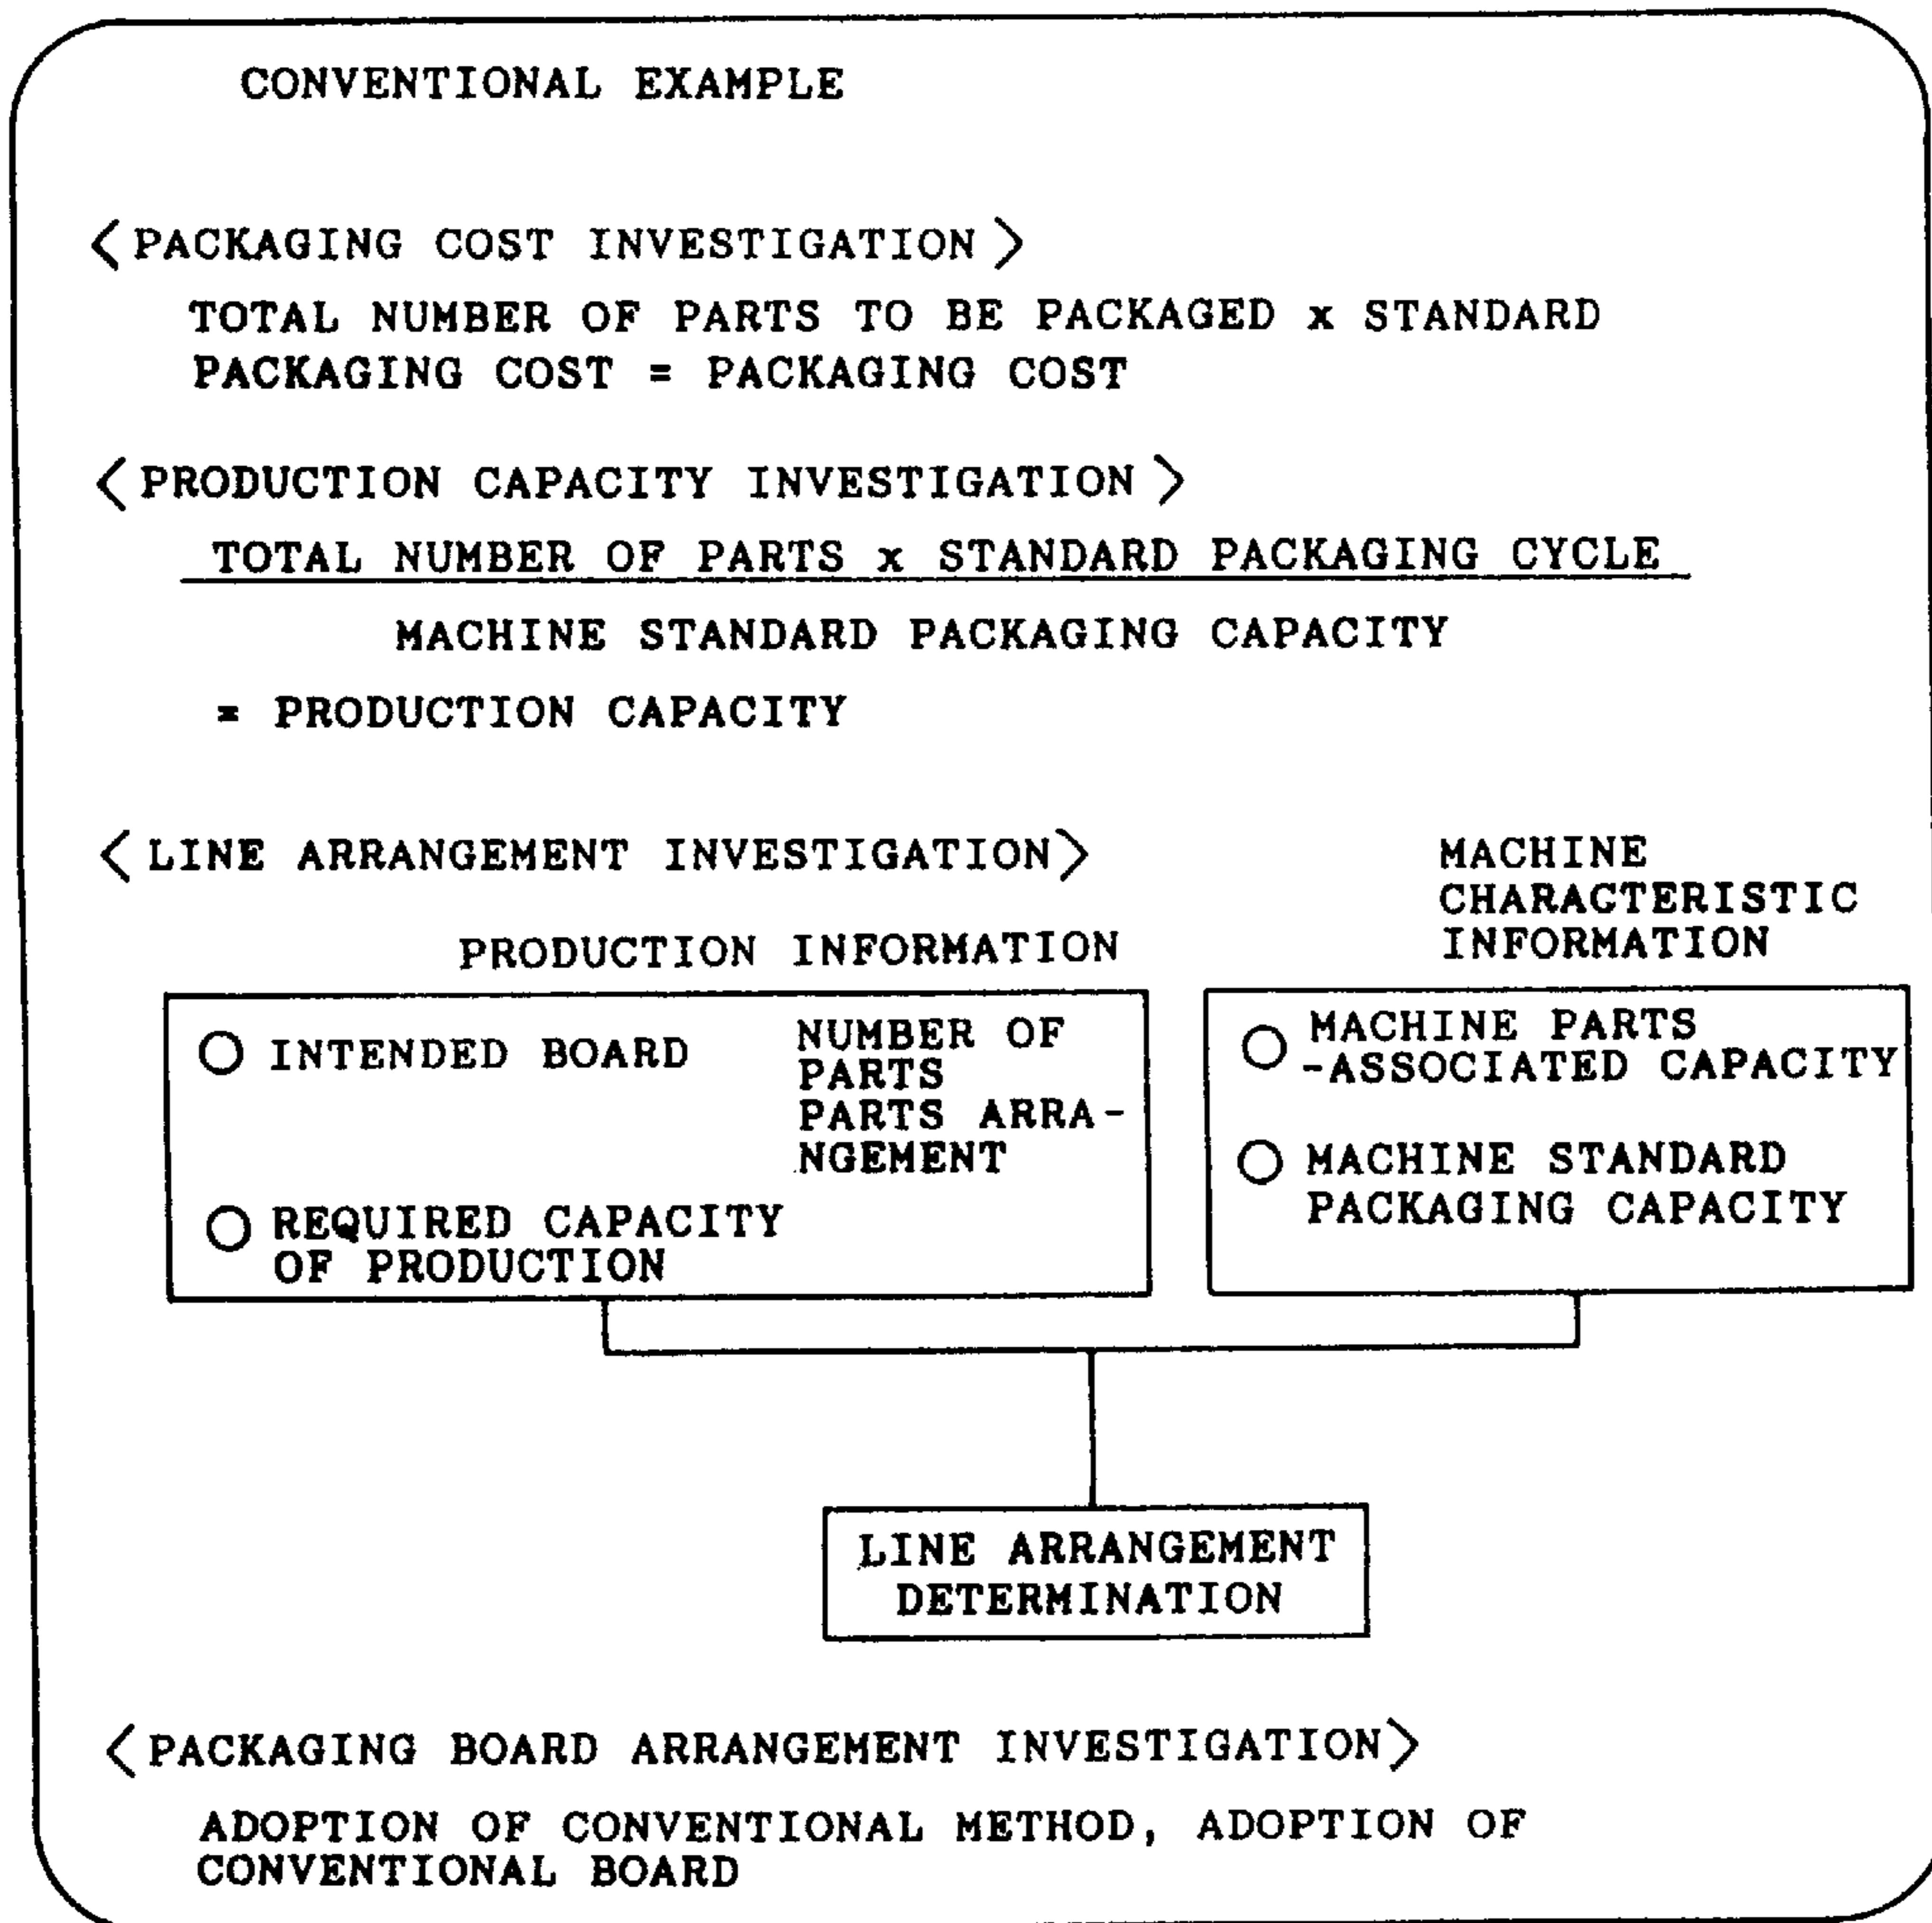 CONVENTIONAL EXAMPLE
<PACKAGING COST INVESTIGATION>
TOTAL NUMBER OF PARTS TO BE PACKAGED x STANDARD
PACKAGING COST = PACKAGING COST
<PRODUCTION CAPACITY INVESTIGATION>
TOTAL NUMBER OF PARTS x STANDARD PACKAGING CYCLE
MACHINE STANDARD PACKAGING CAPACITY
= PRODUCTION CAPACITY
<LINE ARRANGEMENT INVESTIGATION>
PRODUCTION INFORMATION
○ INTENDED BOARD
NUMBER OF
PARTS
PARTS ARRA-
NGEMENT
○ REQUIRED CAPACITY
OF PRODUCTION
MACHINE
CHARACTERISTIC
INFORMATION
○ MACHINE PARTS
-ASSOCIATED CAPACITY
○ MACHINE STANDARD
PACKAGING CAPACITY
LINE ARRANGEMENT
DETERMINATION
<PACKAGING BOARD ARRANGEMENT INVESTIGATION>
ADOPTION OF CONVENTIONAL METHOD, ADOPTION OF
CONVENTIONAL BOARD